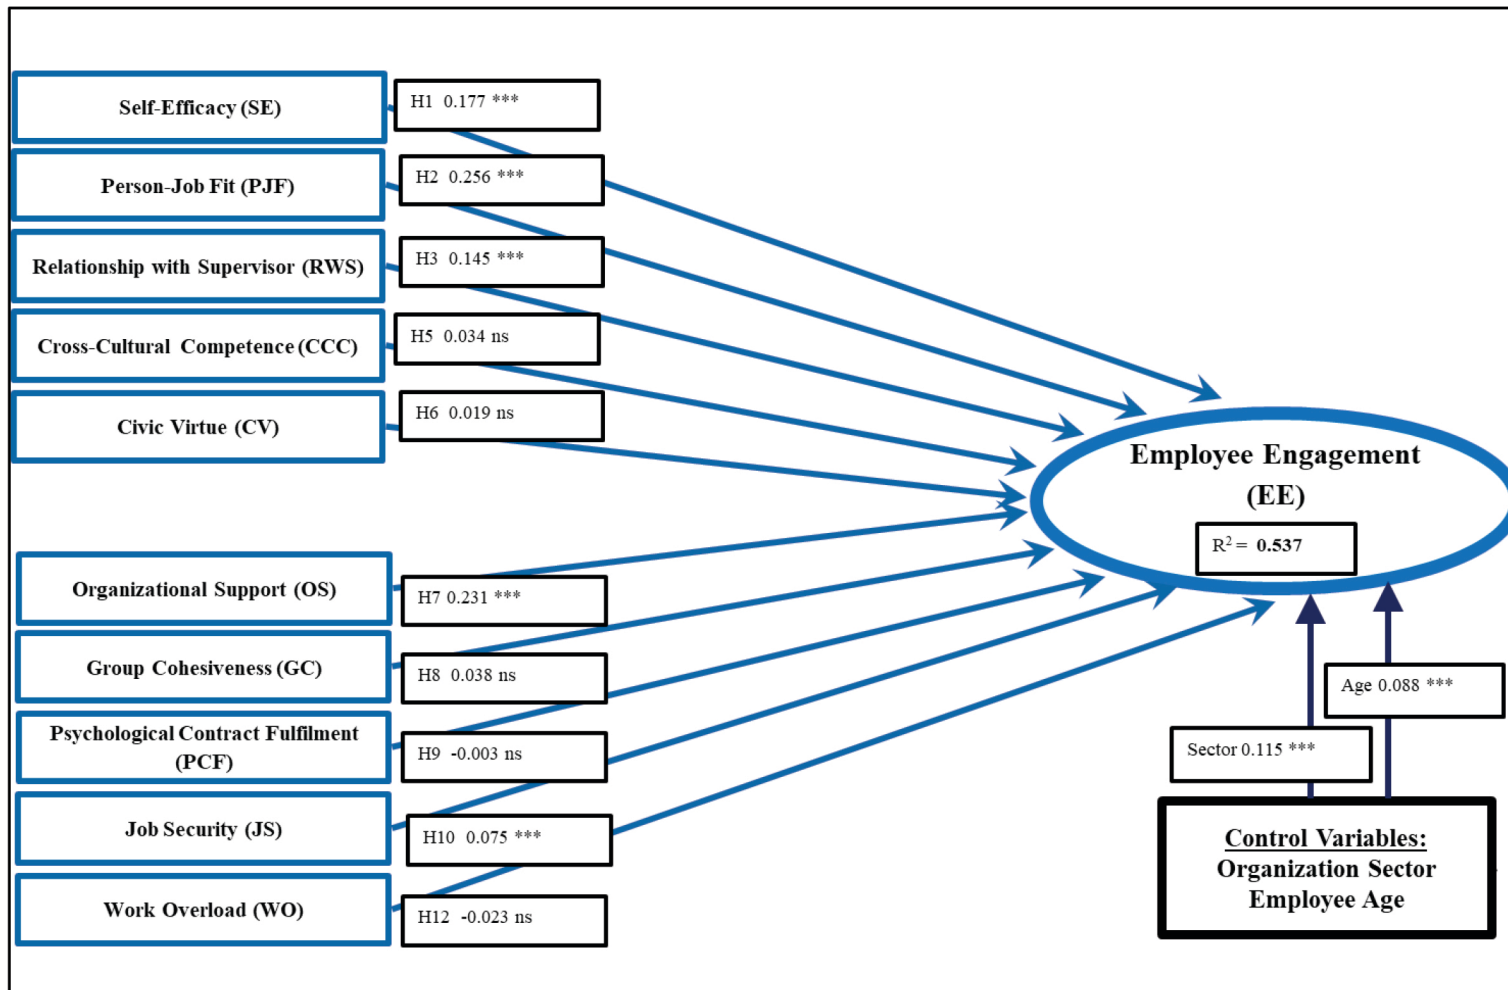 Self-Efficacy (SE)
H1 0.177 ***
Person-Job Fit (PJF)
H2 0.256 ***
Relationship with Supervisor (RWS)
H3 0.145 ***
Cross-Cultural Competence (CCC)
H5 0.034 ns
Civic Virtue (CV)
H6 0.019 ns
Employee Engagement
(EE)
R² = 0.537
Organizational Support (OS)
H7 0.231 ***
Group Cohesiveness (GC)
H8 0.038 ns
Psychological Contract Fulfilment
(PCF)
H9 -0.003 ns
Job Security (JS)
H10 0.075 ***
Work Overload (WO)
H12 -0.023 ns
Age 0.088 ***
Sector 0.115 ***
Control Variables:
Organization Sector
Employee Age